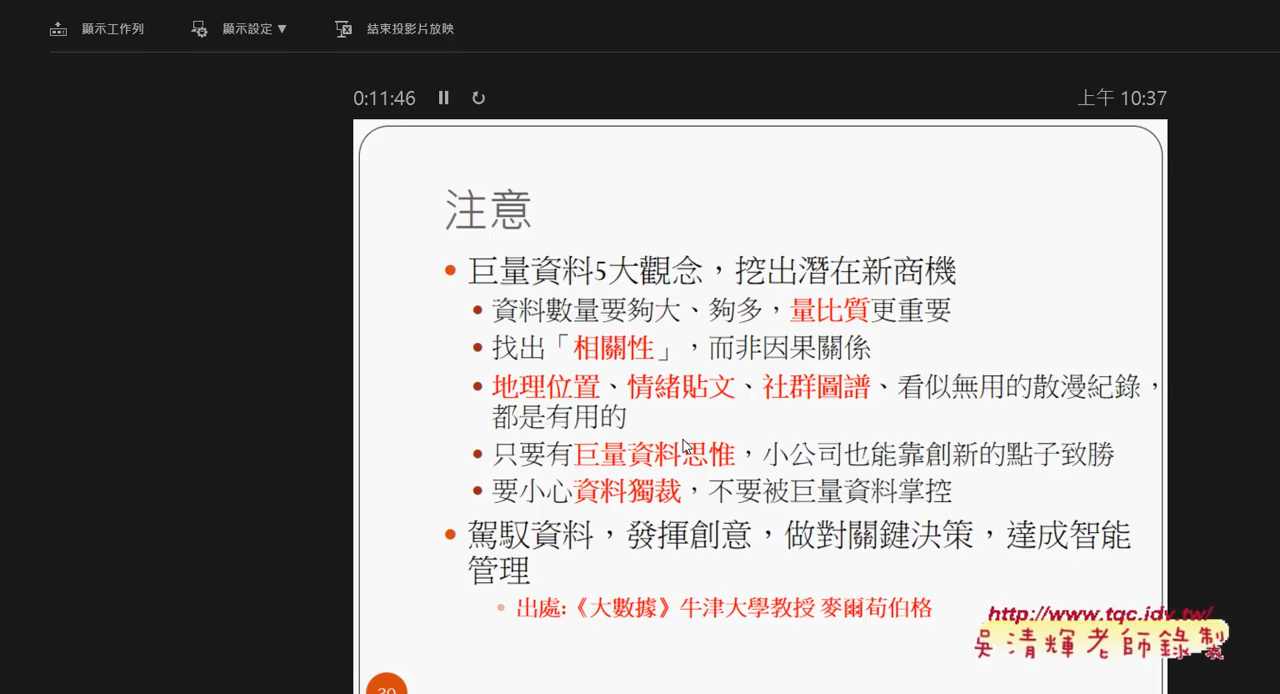 顯示工作列 顯示設定 ▼ 結束投影片放映
0:11:46 上午 10:37
注意
巨量資料5大觀念，挖出潛在新商機
資料數量要夠大、夠多，量比質更重要
找出「相關性」，而非因果關係
地理位置、情緒貼文、社群圖譜、看似無用的散漫紀錄，
都是有用的
只要有巨量資料思惟，小公司也能靠創新的點子致勝
要小心資料獨裁，不要被巨量資料掌控
駕馭資料，發揮創意，做對關鍵決策，達成智能
管理
出處:《大數據》牛津大學教授 麥爾荀伯格
http://www.tqc.idv.tw/
吳清輝老師錄製
30